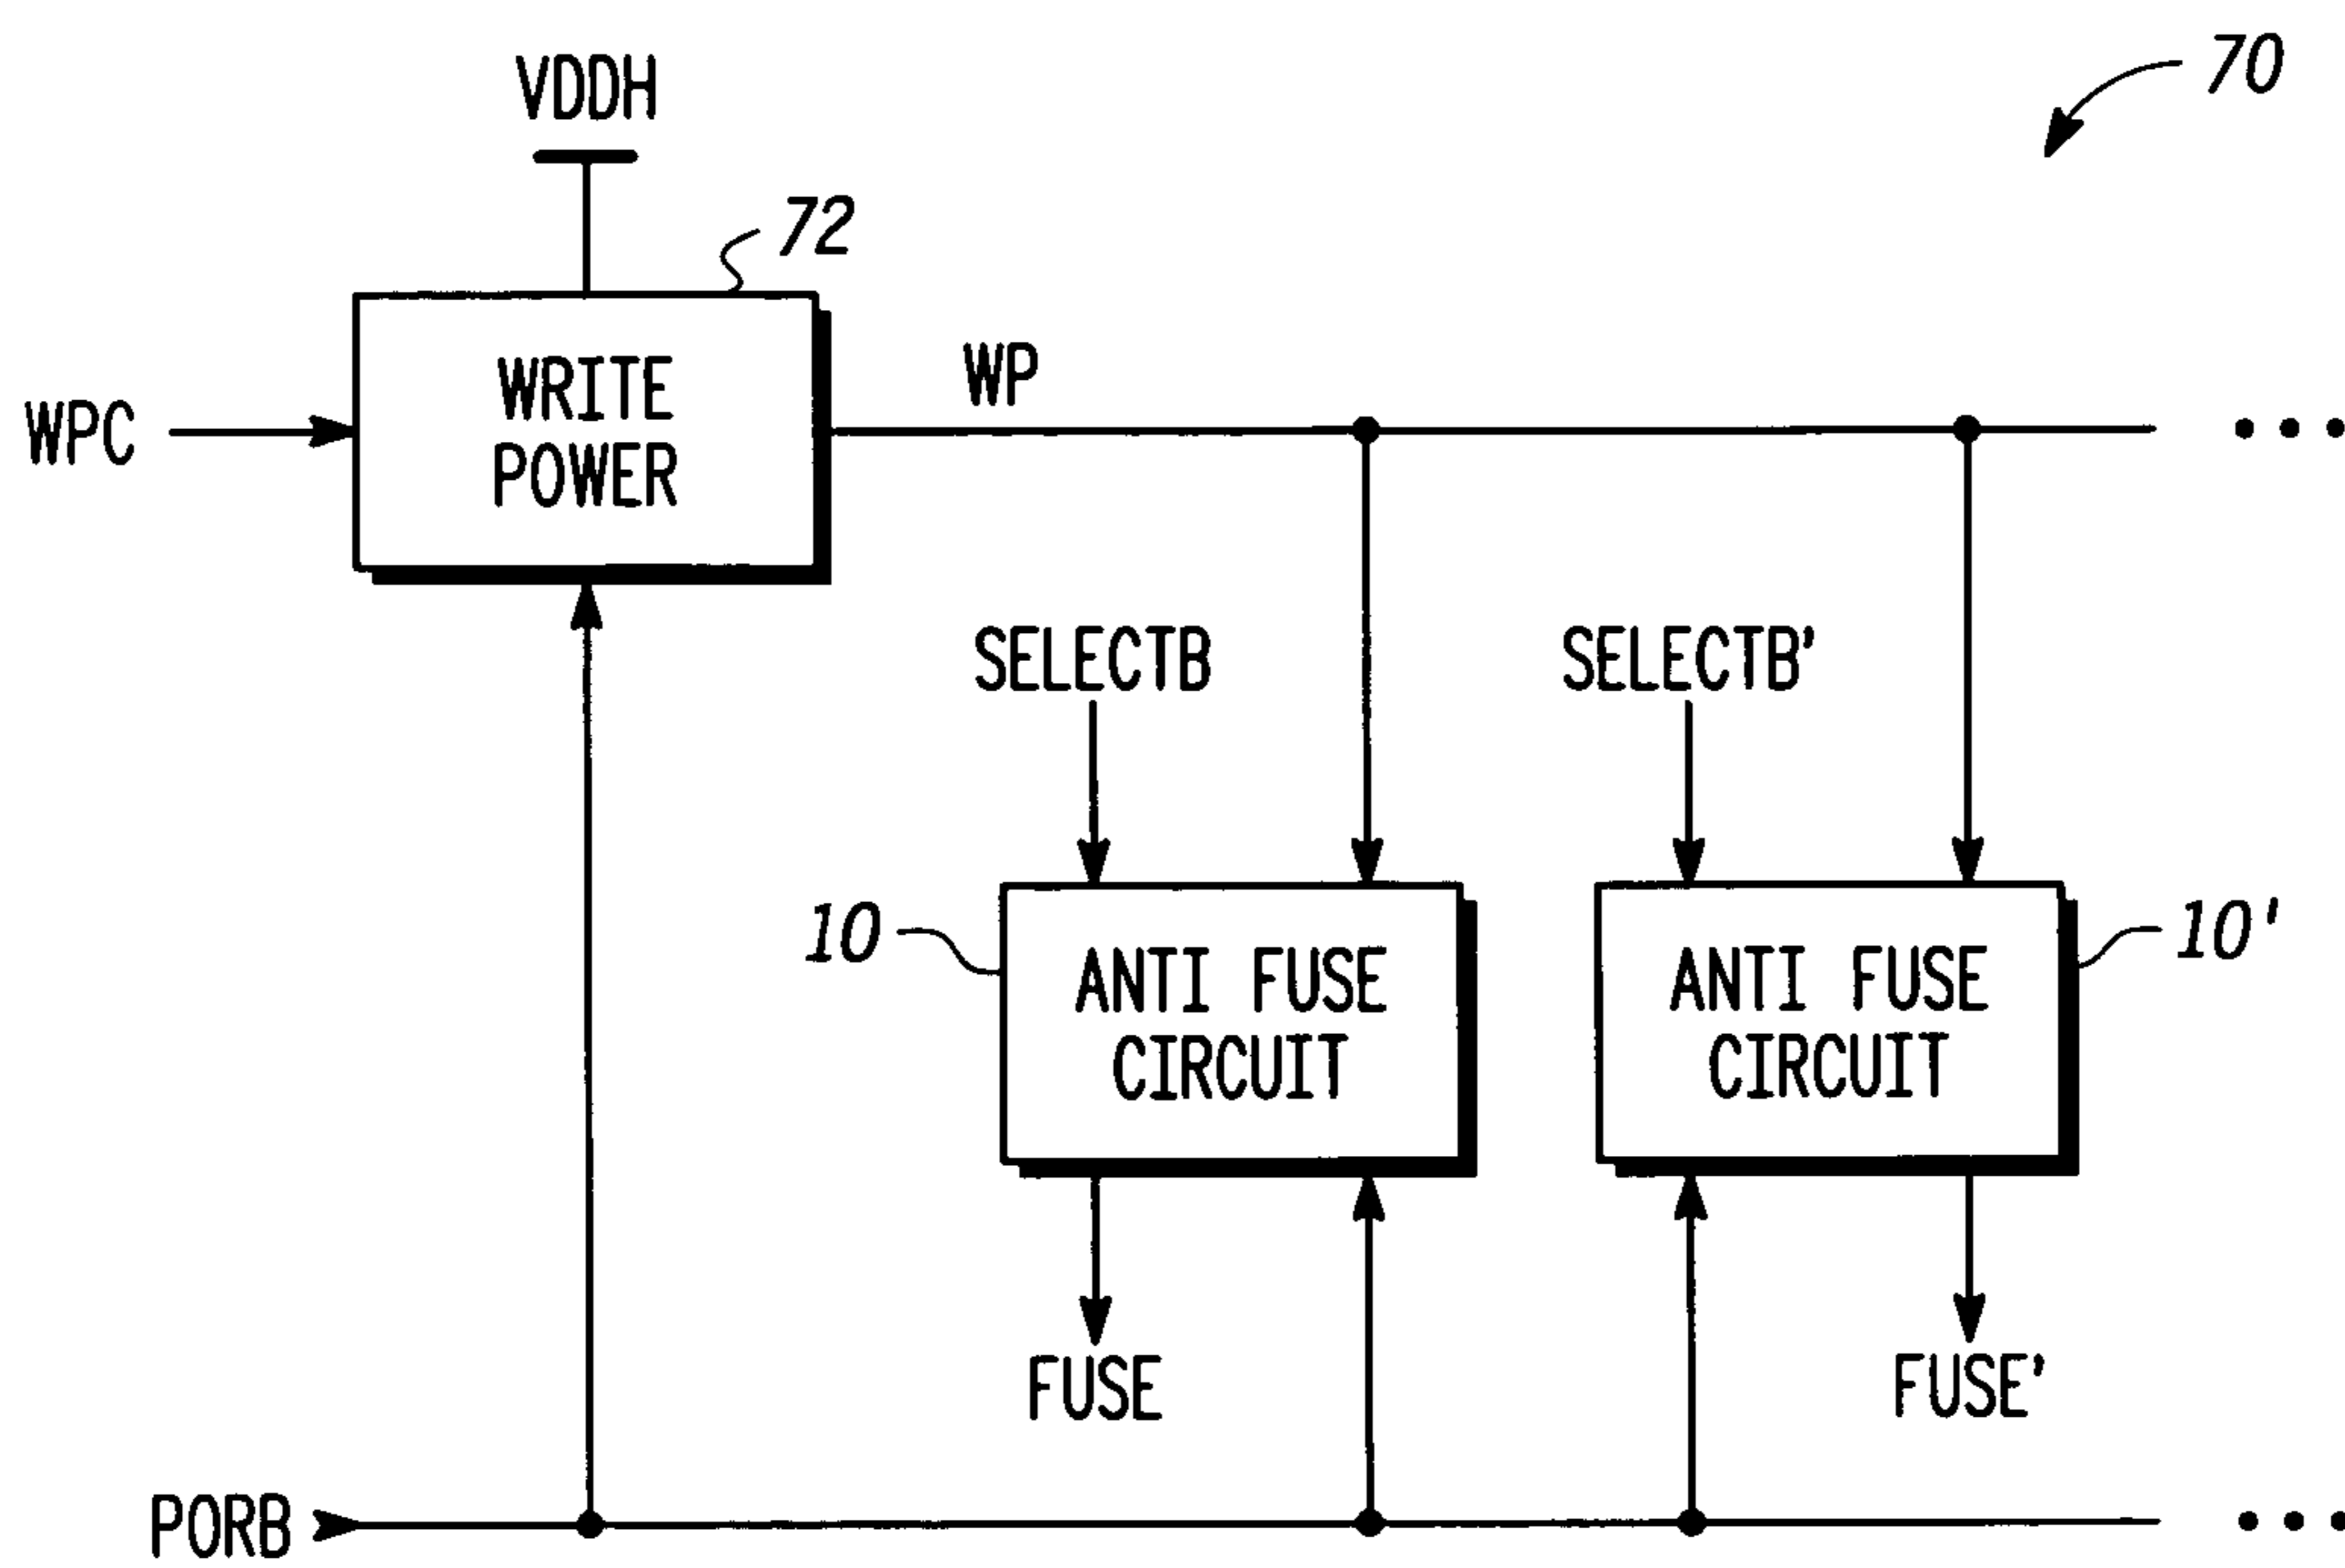 VDDH
70
72
WRITE
POWER
WPC
WP
SELECTB
SELECTB'
10
ANTI FUSE
CIRCUIT
ANTI FUSE
CIRCUIT
10'
FUSE
FUSE'
PORB